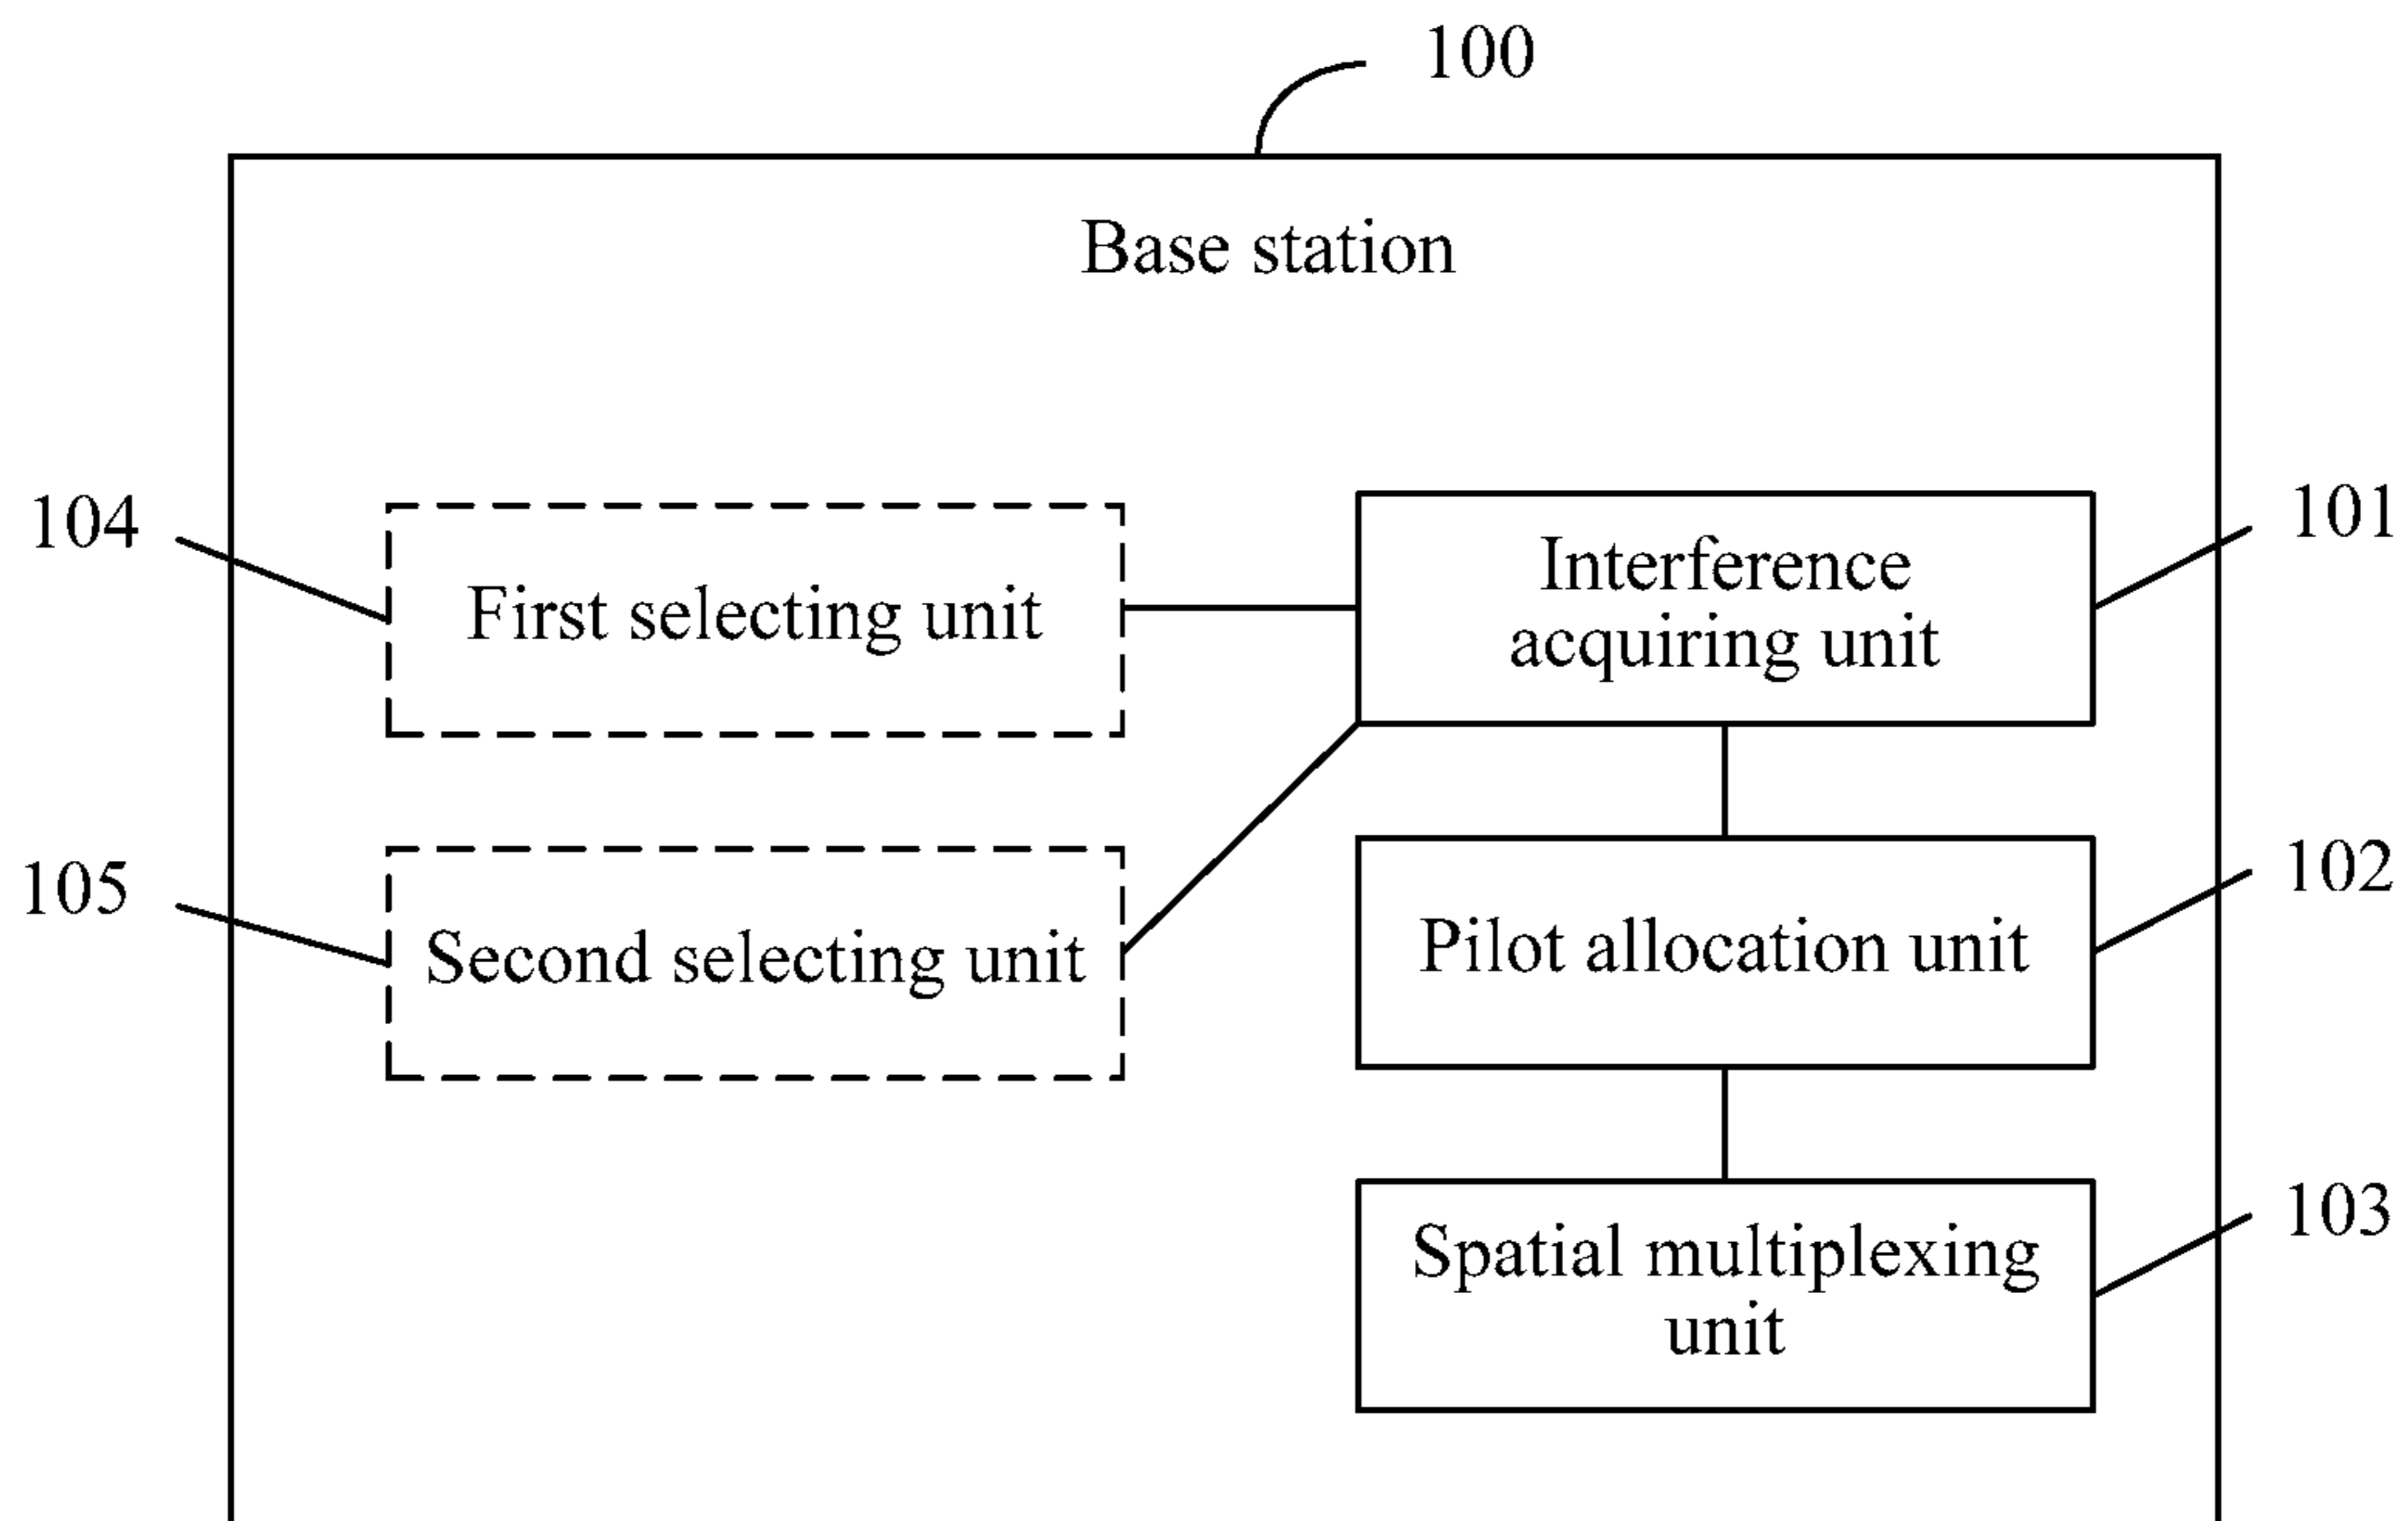 100
Base station
104
First selecting unit
Interference
acquiring unit
101
105
Second selecting unit
Pilot allocation unit
102
Spatial multiplexing
unit
103